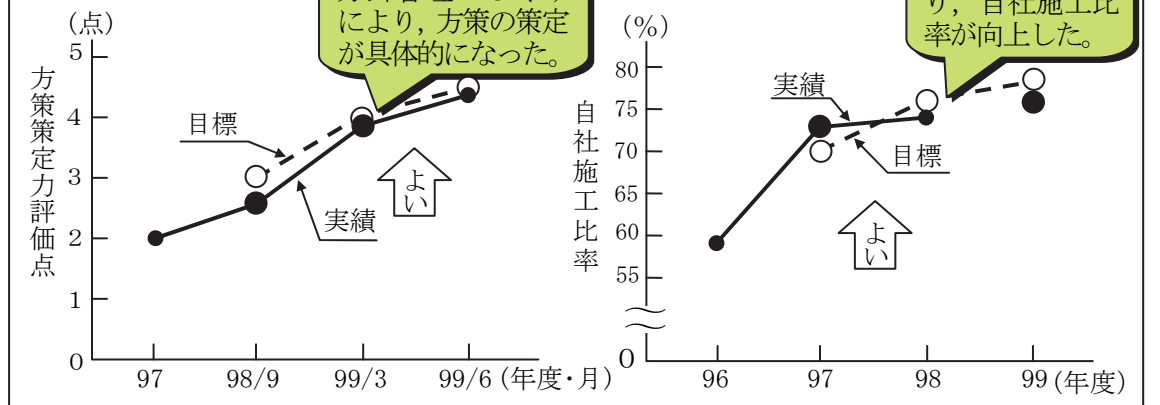 により，方策の策定
が具体的になった。
(点)
方策策定力評価点
5
4
3
2
1
0
目標
実績
よい
97
98/9
99/3
99/6
(年度・月)
り，自社施工比
率が向上した。
(%)
自社施工比率
80
75
70
65
60
55
0
実績
目標
よい
96
97
98
99
(年度)